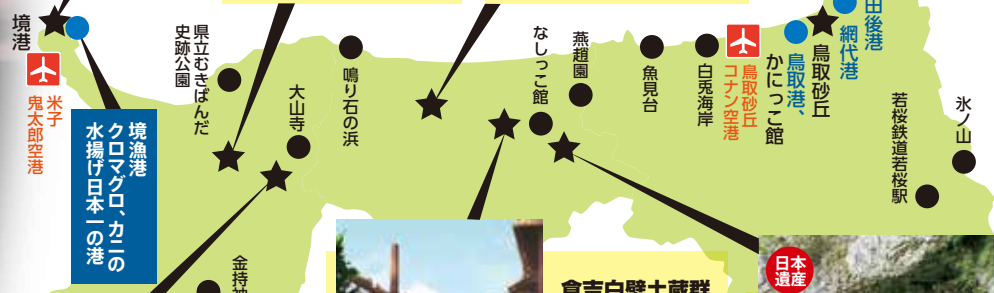 境港
米子
鬼太郎空港
境漁港
クロマグロ、カニの
水揚げ日本一の港
県立むきばんだ
史跡公園
大山寺
鳴り石の浜
なしっこ館
燕趙園
魚見台
白兎海岸
鳥取砂丘
コナン空港
鳥取港、
かにっこ館
鳥取砂丘
網代港
田後港
若桜鉄道若桜駅
氷ノ山
金持神
倉吉白壁土蔵群
日本
遺産